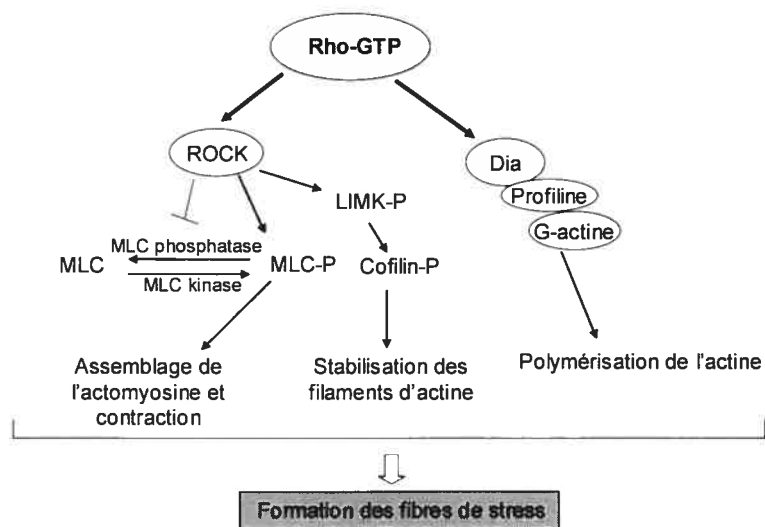 Rho-GTP
ROCK
Dia
Profiline
G-actine
LIMK-P
MLC phosphatase
MLC
MLC-P
MLC kinase
Cofilin-P
Assemblage de
l'actomyosine et
contraction
Stabilisation des
filaments d'actine
Polymérisation de l'actine
Formation des fibres de stress